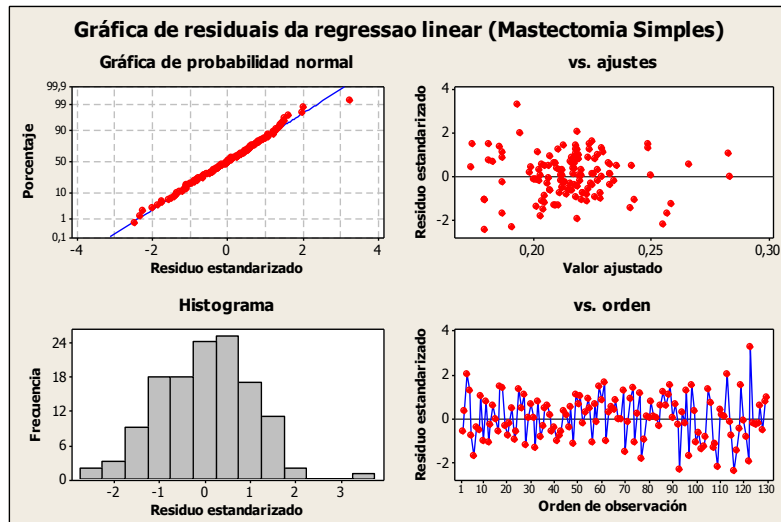 Gráfica de residuais da regressao linear (Mastectomia Simples)
Gráfica de probabilidad normal
99,9
99
90
50
10
1
0,1
Porcentaje
-4 -2 0 2 4
Residuo estandarizado
vs. ajustes
4
2
0
-2
Residuo estandarizado
0,20 0,25 0,30
Valor ajustado
Histograma
24
18
12
6
0
Frecuencia
-2 -1 0 1 2 3
Residuo estandarizado
vs. orden
4
2
0
-2
Residuo estandarizado
1 10 20 30 40 50 60 70 80 90 100 110 120 130
Orden de observación